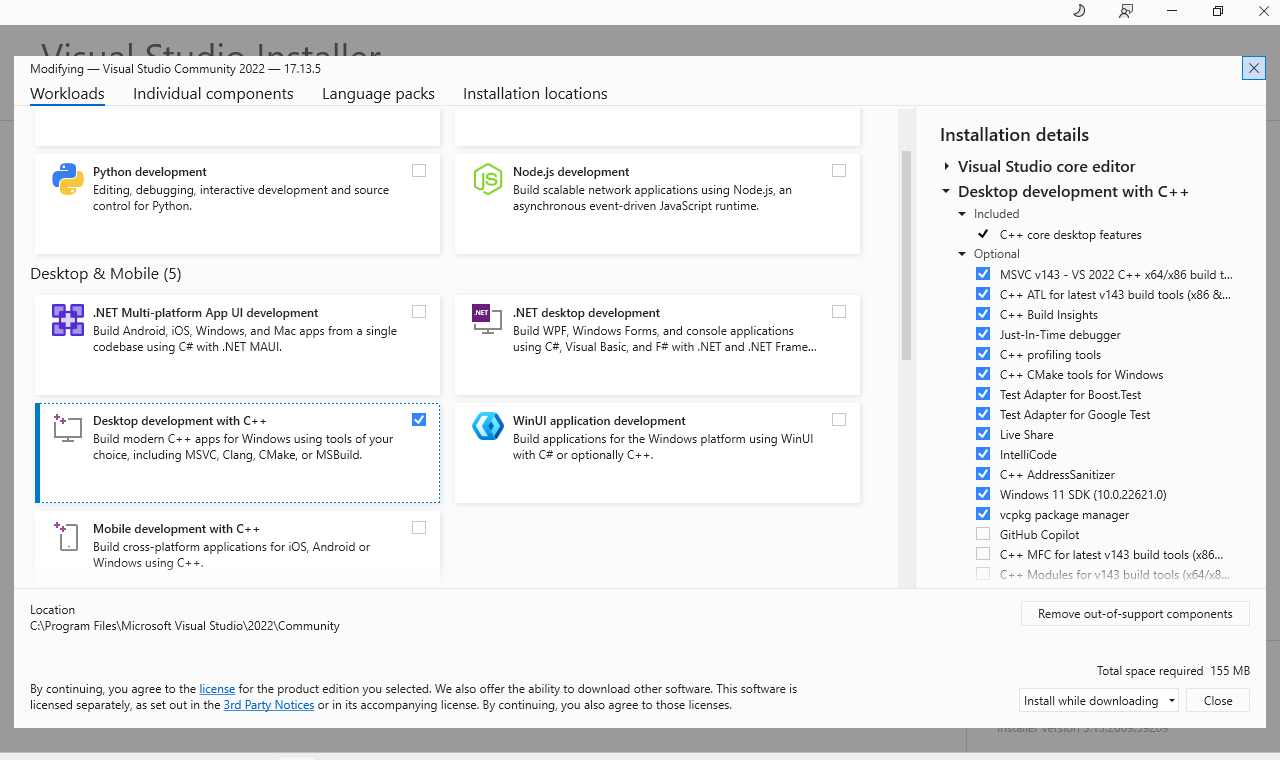 Visual Studio Installer
Modifying — Visual Studio Community 2022 — 17.13.5
Workloads
Individual components
Language packs
Installation locations
Python development
Editing, debugging, interactive development and source
control for Python.
Node.js development
Build scalable network applications using Node.js, an
asynchronous event-driven JavaScript runtime.
Desktop & Mobile (5)
.NET Multi-platform App UI development
Build Android, iOS, Windows, and Mac apps from a single
codebase using C# with .NET MAUI.
.NET
.NET desktop development
Build WPF, Windows Forms, and console applications
using C#, Visual Basic, and F# with .NET and .NET Frame...
Desktop development with C++
Build modern C++ apps for Windows using tools of your
choice, including MSVC, Clang, CMake, or MSBuild.
WinUI application development
Build applications for the Windows platform using WinUI
with C# or optionally C++.
Mobile development with C++
Build cross-platform applications for iOS, Android or
Windows using C++.
Installation details
Visual Studio core editor
Desktop development with C++
Included
C++ core desktop features
Optional
MSVC v143 - VS 2022 C++ x64/x86 build t...
C++ ATL for latest v143 build tools (x86 &...
C++ Build Insights
Just-In-Time debugger
C++ profiling tools
C++ CMake tools for Windows
Test Adapter for Boost.Test
Test Adapter for Google Test
Live Share
IntelliCode
C++ AddressSanitizer
Windows 11 SDK (10.0.22621.0)
vcpkg package manager
GitHub Copilot
C++ MFC for latest v143 build tools (x86...
C++ Modules for v143 build tools (x64/x8...
Location
C:\Program Files\Microsoft Visual Studio\2022\Community
Remove out-of-support components
Total space required 155 MB
By continuing, you agree to the license for the product edition you selected. We also offer the ability to download other software. This software is
licensed separately, as set out in the 3rd Party Notices or in its accompanying license. By continuing, you also agree to those licenses.
Install while downloading
Close